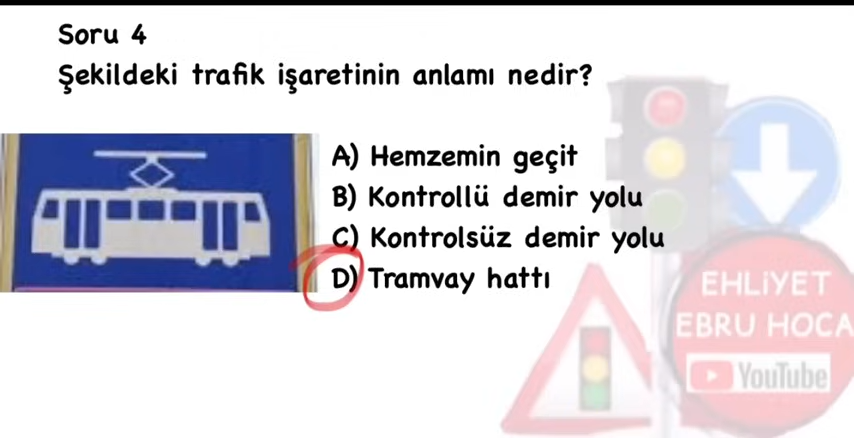 Soru 4
Şekildeki trafik işaretinin anlamı nedir?
A) Hemzemin geçit
B) Kontrollü demir yolu
C) Kontrolsüz demir yolu
D) Tramvay hattı
EHLİYET
EBRU HOCA
YouTube